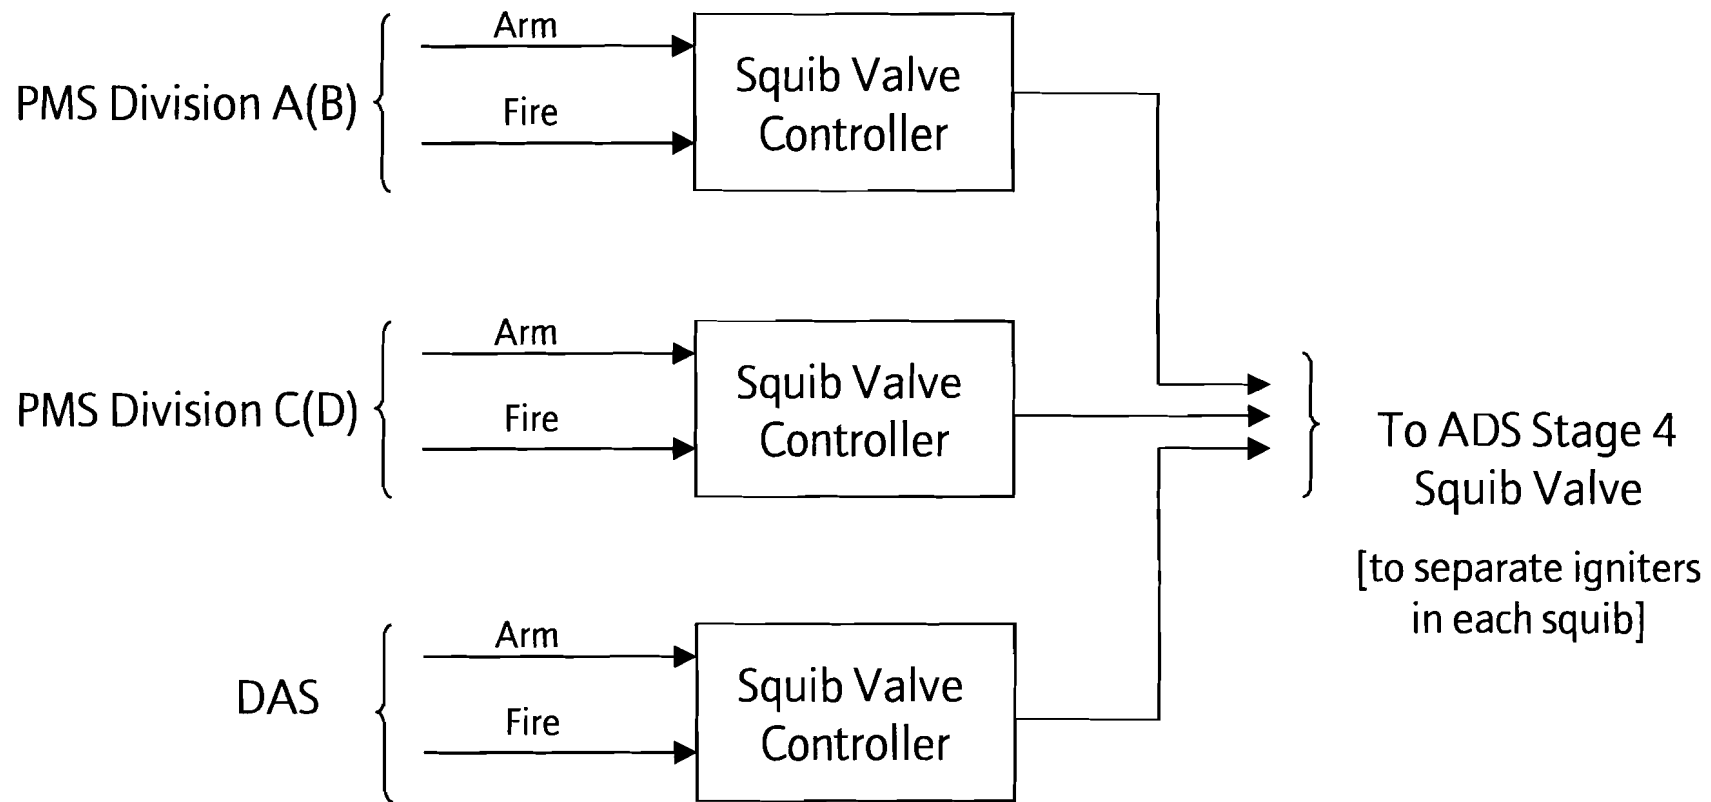 Arm
PMS Division A(B)
Fire
Squib Valve
Controller
Arm
PMS Division C(D)
Fire
Squib Valve
Controller
Arm
DAS
Fire
Squib Valve
Controller
To ADS Stage 4
Squib Valve
[to separate igniters
in each squib]